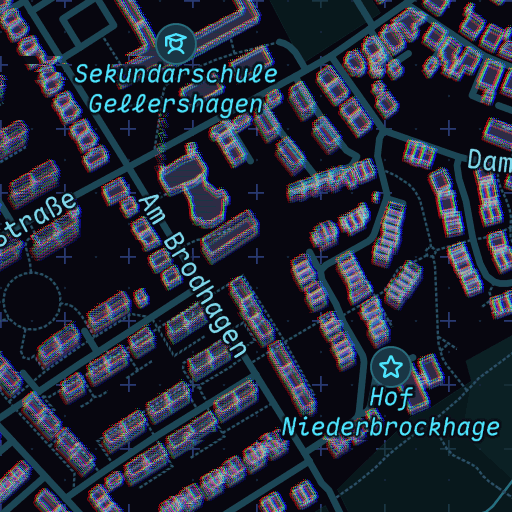 Sekundarschule
Gellershagen
Dam
straße
Am Brodhagen
Hof
Niederbrockhage